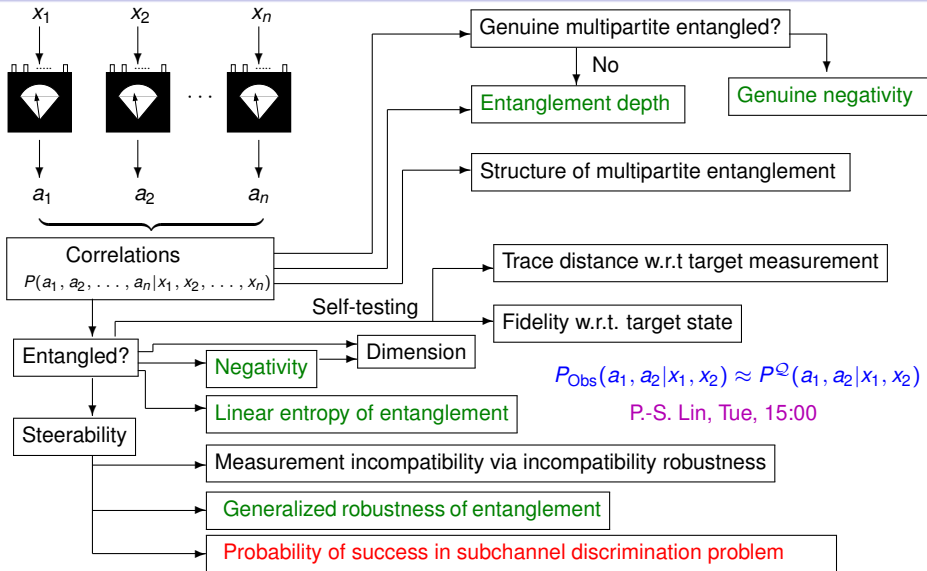 x₁ x₂ xₙ
..... ..... .....
· · ·
a₁ a₂ aₙ
Correlations
P(a₁, a₂, . . . , aₙ|x₁, x₂, . . . , xₙ)
Genuine multipartite entangled?
No
Entanglement depth
Genuine negativity
Structure of multipartite entanglement
Trace distance w.r.t target measurement
Self-testing
Fidelity w.r.t. target state
Entangled?
Negativity
Dimension
P_Obs(a₁, a₂|x₁, x₂) ≈ P^𝒬(a₁, a₂|x₁, x₂)
P.-S. Lin, Tue, 15:00
Linear entropy of entanglement
Steerability
Measurement incompatibility via incompatibility robustness
Generalized robustness of entanglement
Probability of success in subchannel discrimination problem